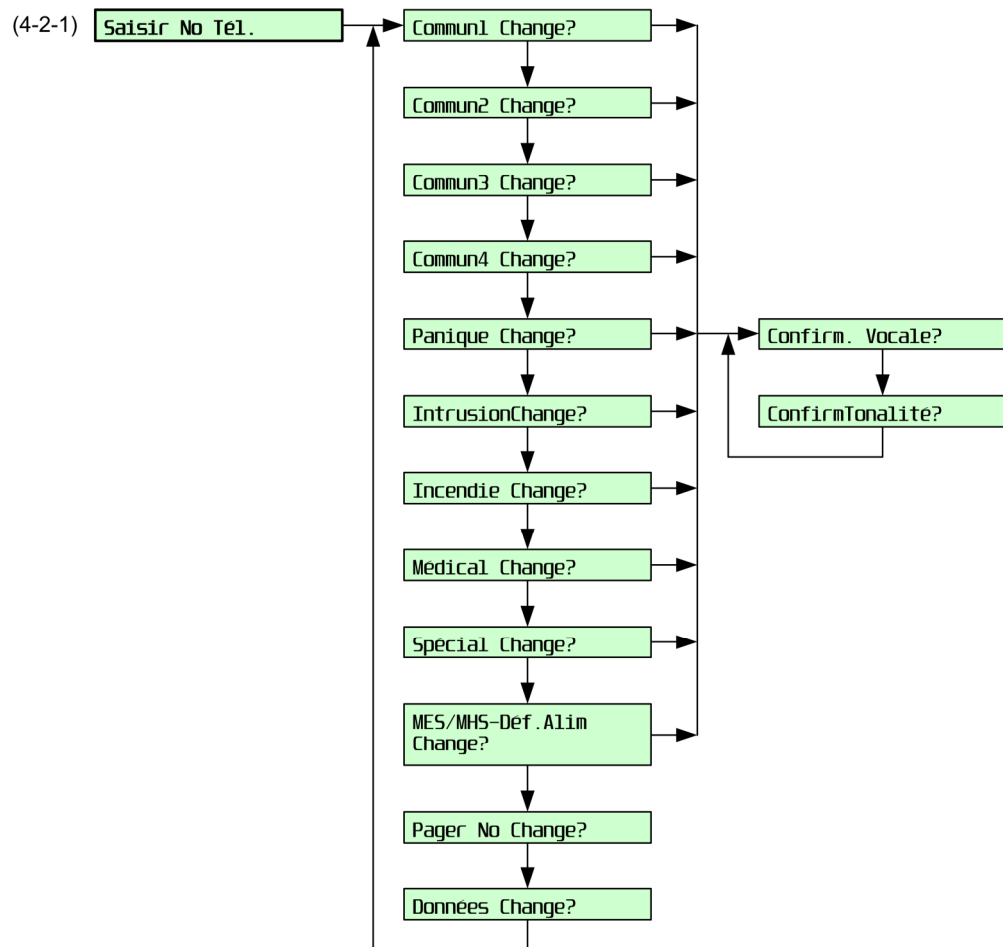 (4-2-1) Saisir No Tél.
Commun1 Change?
Commun2 Change?
Commun3 Change?
Commun4 Change?
Panique Change?
Confirm. Vocale?
IntrusionChange?
ConfirmTonalité?
Incendie Change?
Médical Change?
Spécial Change?
MES/MHS-Déf.Alim
Change?
Pager No Change?
Données Change?